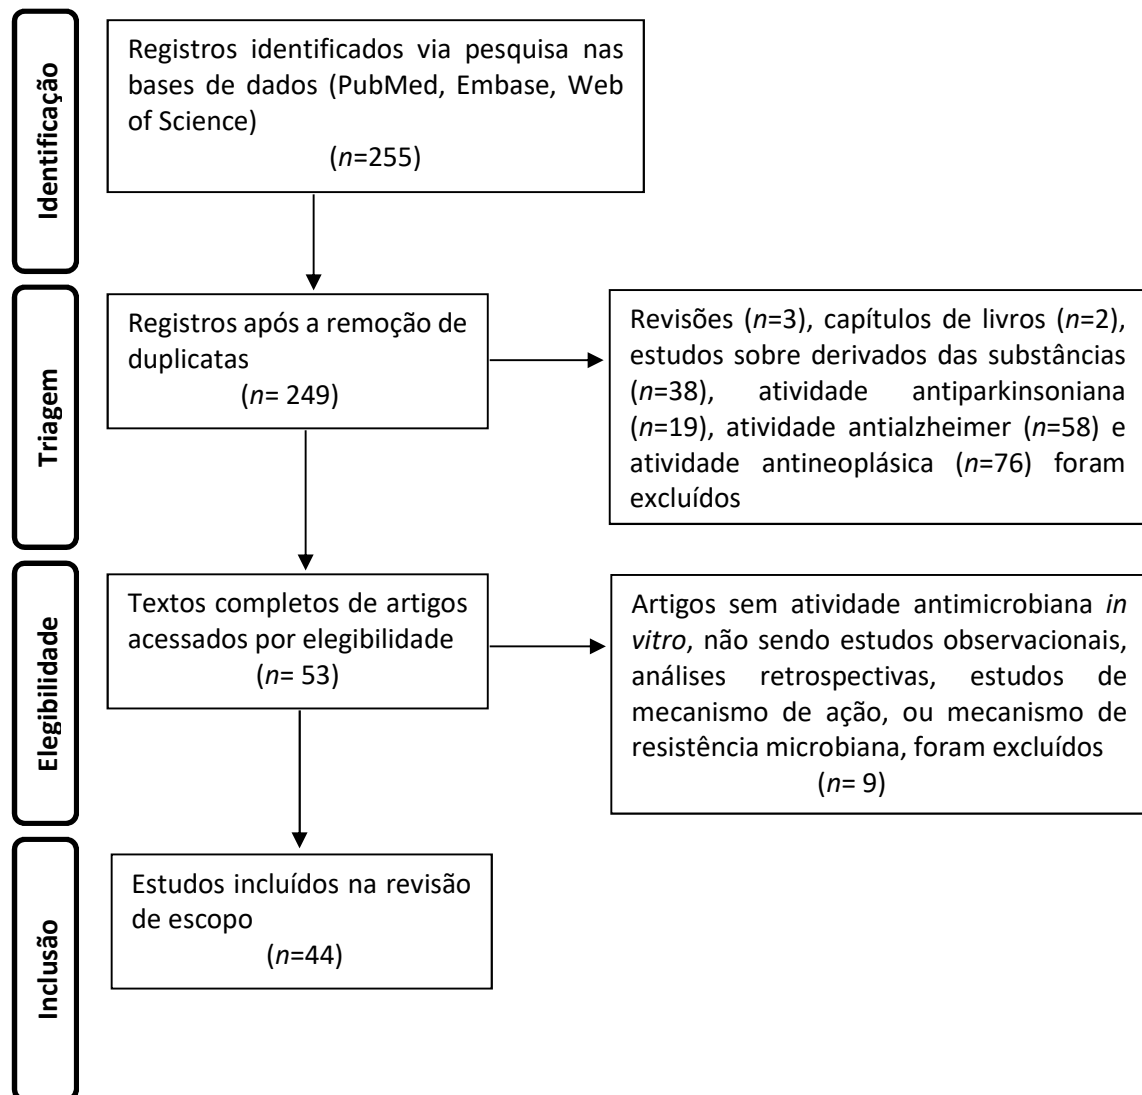 Identificação
Registros identificados via pesquisa nas
bases de dados (PubMed, Embase, Web
of Science)
(n=255)
Triagem
Registros após a remoção de
duplicatas
(n= 249)
Revisões (n=3), capítulos de livros (n=2),
estudos sobre derivados das substâncias
(n=38), atividade antiparkinsoniana
(n=19), atividade antialzheimer (n=58) e
atividade antineoplásica (n=76) foram
excluídos
Elegibilidade
Textos completos de artigos
acessados por elegibilidade
(n= 53)
Artigos sem atividade antimicrobiana in
vitro, não sendo estudos observacionais,
análises retrospectivas, estudos de
mecanismo de ação, ou mecanismo de
resistência microbiana, foram excluídos
(n= 9)
Inclusão
Estudos incluídos na revisão
de escopo
(n=44)